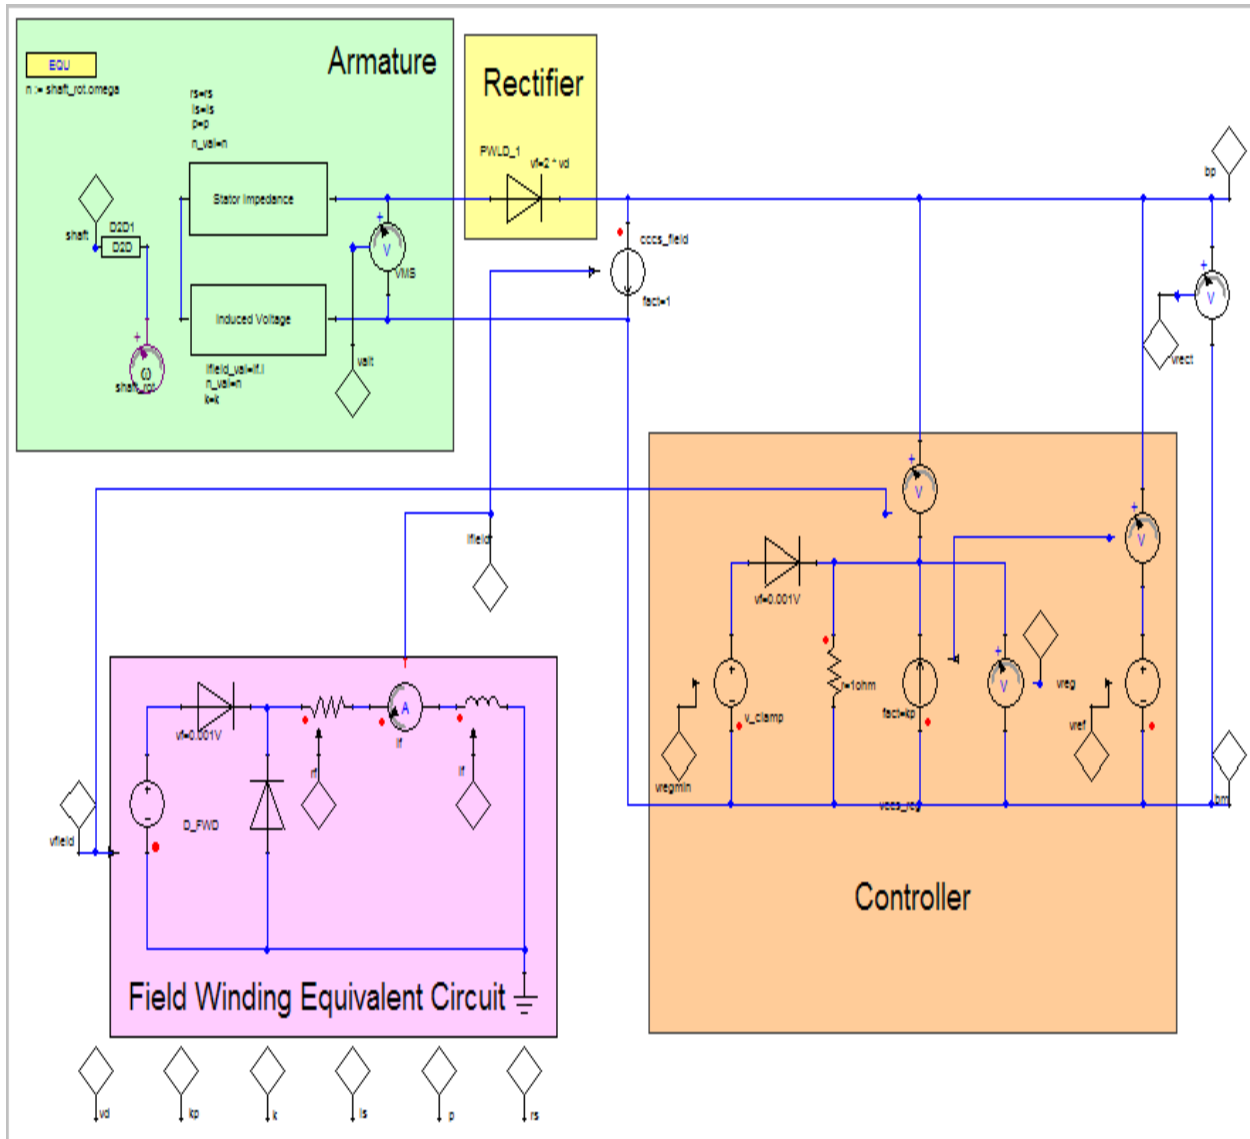 Armature
EQU
n := shaft_rot.omega
rs=rs
ls=ls
p=p
n_val=n
Stator Impedance
shaft
D2D1
D2D
+
V
VMS
Induced Voltage
+
ω
shaft_rot
Ifield_val=If.I
n_val=n
k=k
valt
Rectifier
PWLD_1
vf=2 * vd
cccs_field
fact=1
bp
+
V
vrect
Ifield
+
V
+
V
vf=0.001V
r=1ohm
+
-
v_clamp
vregmin
fact=kp
vccs_reg
+
V
vreg
+
-
vref
bm
Controller
vf=0.001V
+
-
D_FWD
vfield
rf
A
If
lf
Field Winding Equivalent Circuit
vd
kp
k
ls
p
rs